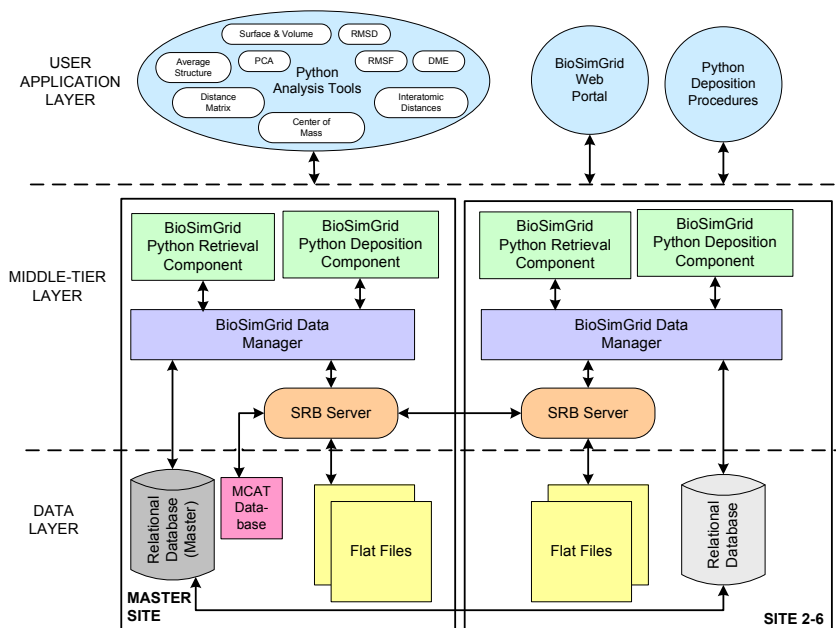 USER
APPLICATION
LAYER
Surface & Volume
RMSD
Average
Structure
PCA
Python
Analysis Tools
RMSF
DME
Distance
Matrix
Interatomic
Distances
Center of
Mass
BioSimGrid
Web
Portal
Python
Deposition
Procedures
MIDDLE-TIER
LAYER
BioSimGrid
Python Retrieval
Component
BioSimGrid
Python Deposition
Component
BioSimGrid Data
Manager
SRB Server
BioSimGrid
Python Retrieval
Component
BioSimGrid
Python Deposition
Component
BioSimGrid Data
Manager
SRB Server
DATA
LAYER
Relational
Database
(Master)
MCAT
Data-
base
Flat Files
Flat Files
Relational
Database
MASTER
SITE
SITE 2-6